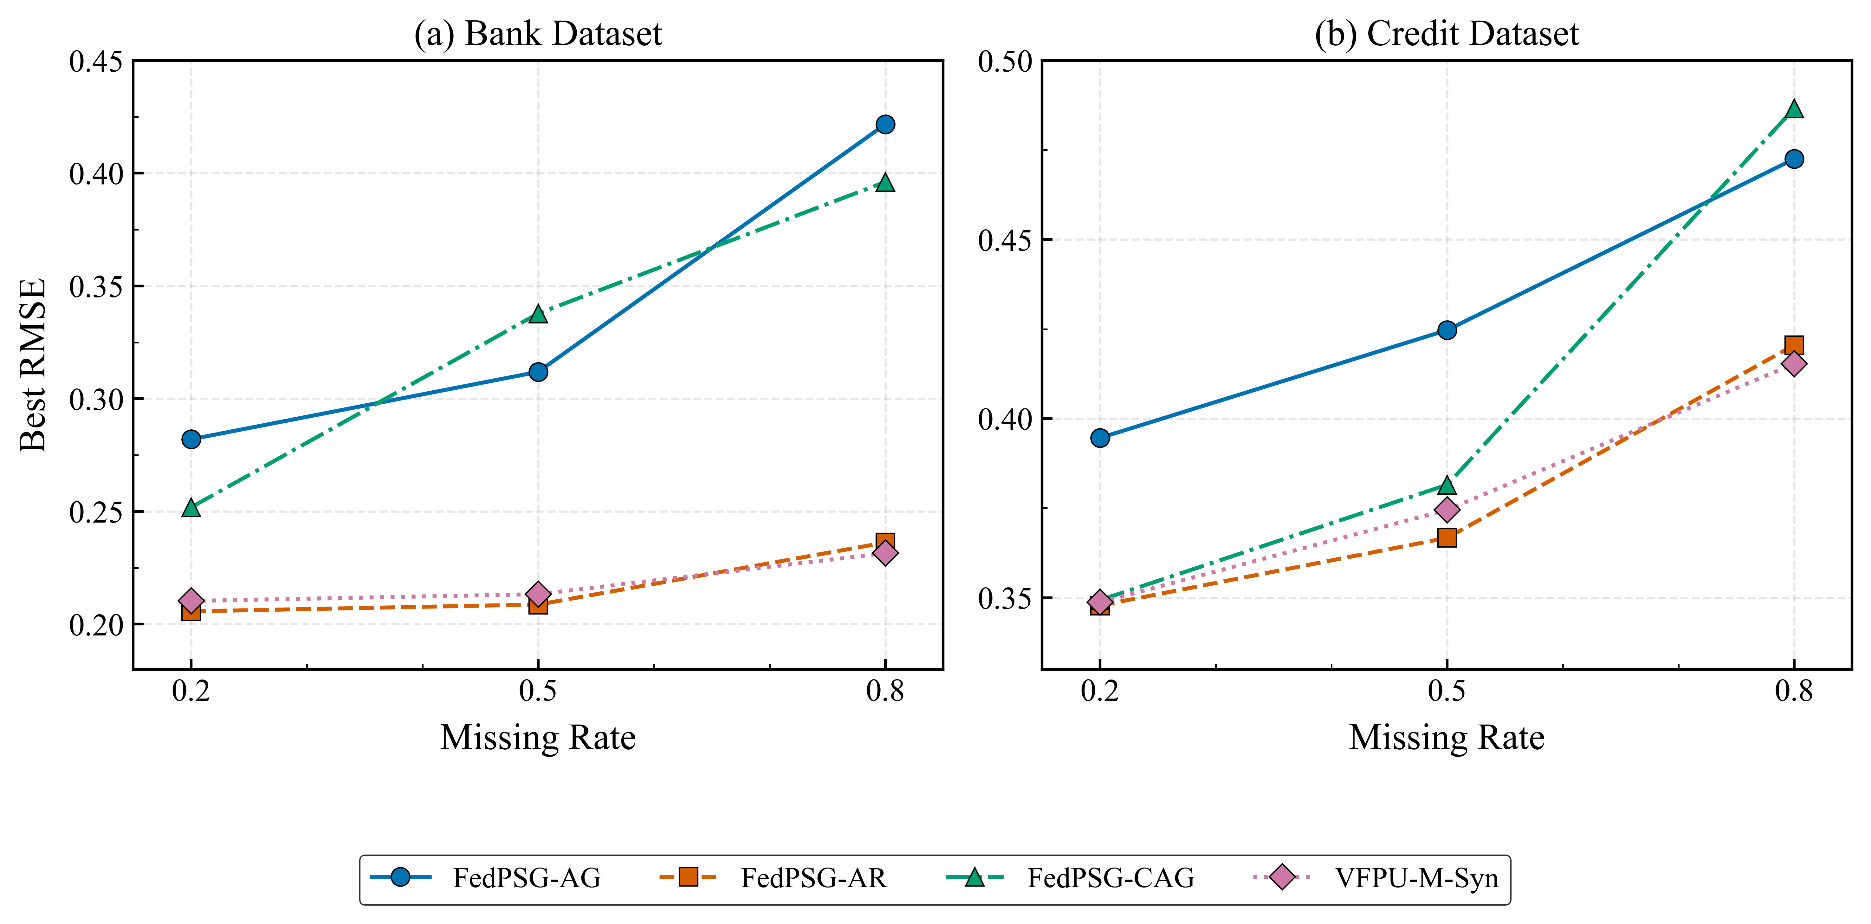 (a) Bank Dataset
Best RMSE
0.45
0.40
0.35
0.30
0.25
0.20
0.2 0.5 0.8
Missing Rate
(b) Credit Dataset
0.50
0.45
0.40
0.35
0.2 0.5 0.8
Missing Rate
FedPSG-AG FedPSG-AR FedPSG-CAG VFPU-M-Syn